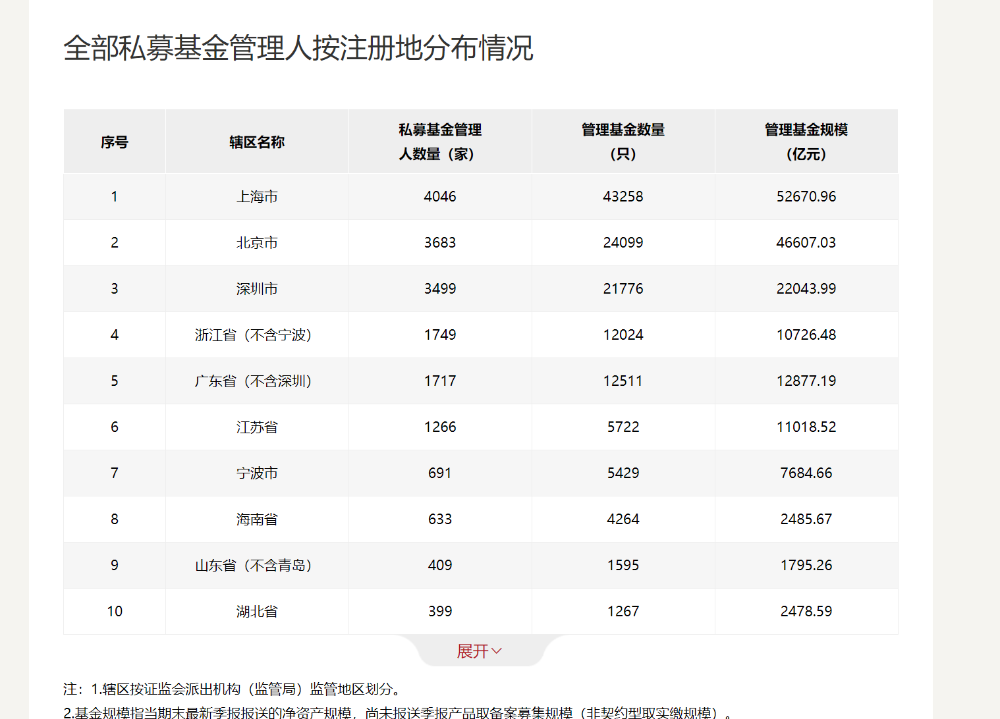 全部私募基金管理人按注册地分布情况
序号 辖区名称 私募基金管理人数量（家） 管理基金数量（只） 管理基金规模（亿元）
1 上海市 4046 43258 52670.96
2 北京市 3683 24099 46607.03
3 深圳市 3499 21776 22043.99
4 浙江省（不含宁波） 1749 12024 10726.48
5 广东省（不含深圳） 1717 12511 12877.19
6 江苏省 1266 5722 11018.52
7 宁波市 691 5429 7684.66
8 海南省 633 4264 2485.67
9 山东省（不含青岛） 409 1595 1795.26
10 湖北省 399 1267 2478.59
展开
注：1.辖区按证监会派出机构（监管局）监管地区划分。
2.基金规模指当期末最新季报报送的净资产规模，尚未报送季报产品取备案募集规模（非契约型取实缴规模）。